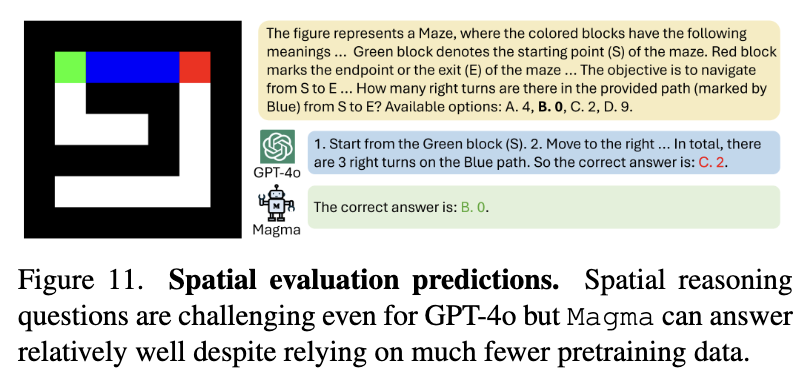 The figure represents a Maze, where the colored blocks have the following
meanings ... Green block denotes the starting point (S) of the maze. Red block
marks the endpoint or the exit (E) of the maze ... The objective is to navigate
from S to E ... How many right turns are there in the provided path (marked by
Blue) from S to E? Available options: A. 4, B. 0, C. 2, D. 9.
GPT-4o
1. Start from the Green block (S). 2. Move to the right ... In total, there
are 3 right turns on the Blue path. So the correct answer is: C. 2.
M
Magma
The correct answer is: B. 0.
Figure 11. Spatial evaluation predictions. Spatial reasoning
questions are challenging even for GPT-4o but Magma can answer
relatively well despite relying on much fewer pretraining data.